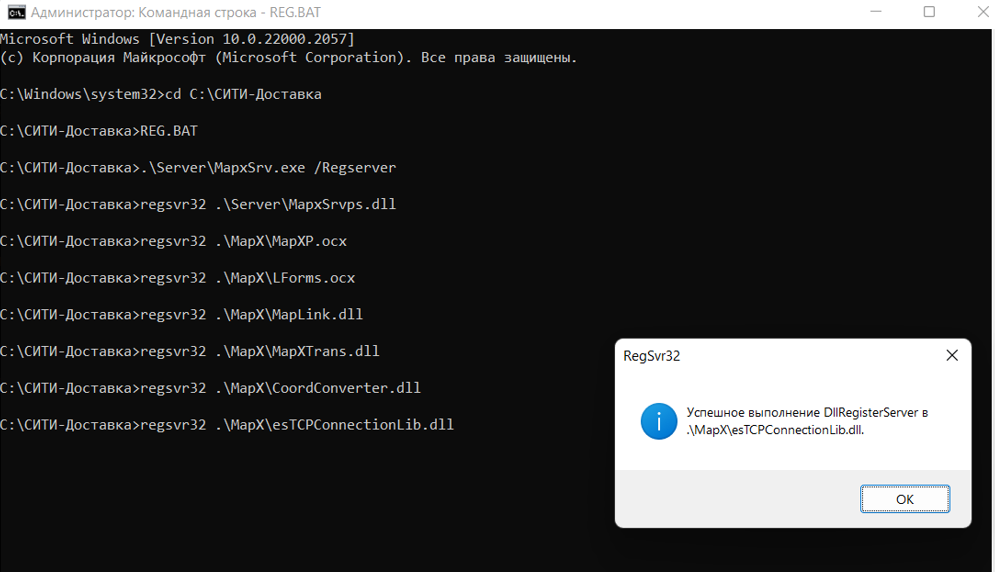 Администратор: Командная строка - REG.BAT
Microsoft Windows [Version 10.0.22000.2057]
(c) Корпорация Майкрософт (Microsoft Corporation). Все права защищены.
C:\Windows\system32>cd C:\СИТИ-Доставка
C:\СИТИ-Доставка>REG.BAT
C:\СИТИ-Доставка>.\Server\MapxSrv.exe /Regserver
C:\СИТИ-Доставка>regsvr32 .\Server\MapxSrvps.dll
C:\СИТИ-Доставка>regsvr32 .\MapX\MapXP.ocx
C:\СИТИ-Доставка>regsvr32 .\MapX\LForms.ocx
C:\СИТИ-Доставка>regsvr32 .\MapX\MapLink.dll
C:\СИТИ-Доставка>regsvr32 .\MapX\MapXTrans.dll
C:\СИТИ-Доставка>regsvr32 .\MapX\CoordConverter.dll
C:\СИТИ-Доставка>regsvr32 .\MapX\esTCPConnectionLib.dll
RegSvr32
Успешное выполнение DllRegisterServer в
.\MapX\esTCPConnectionLib.dll.
OK